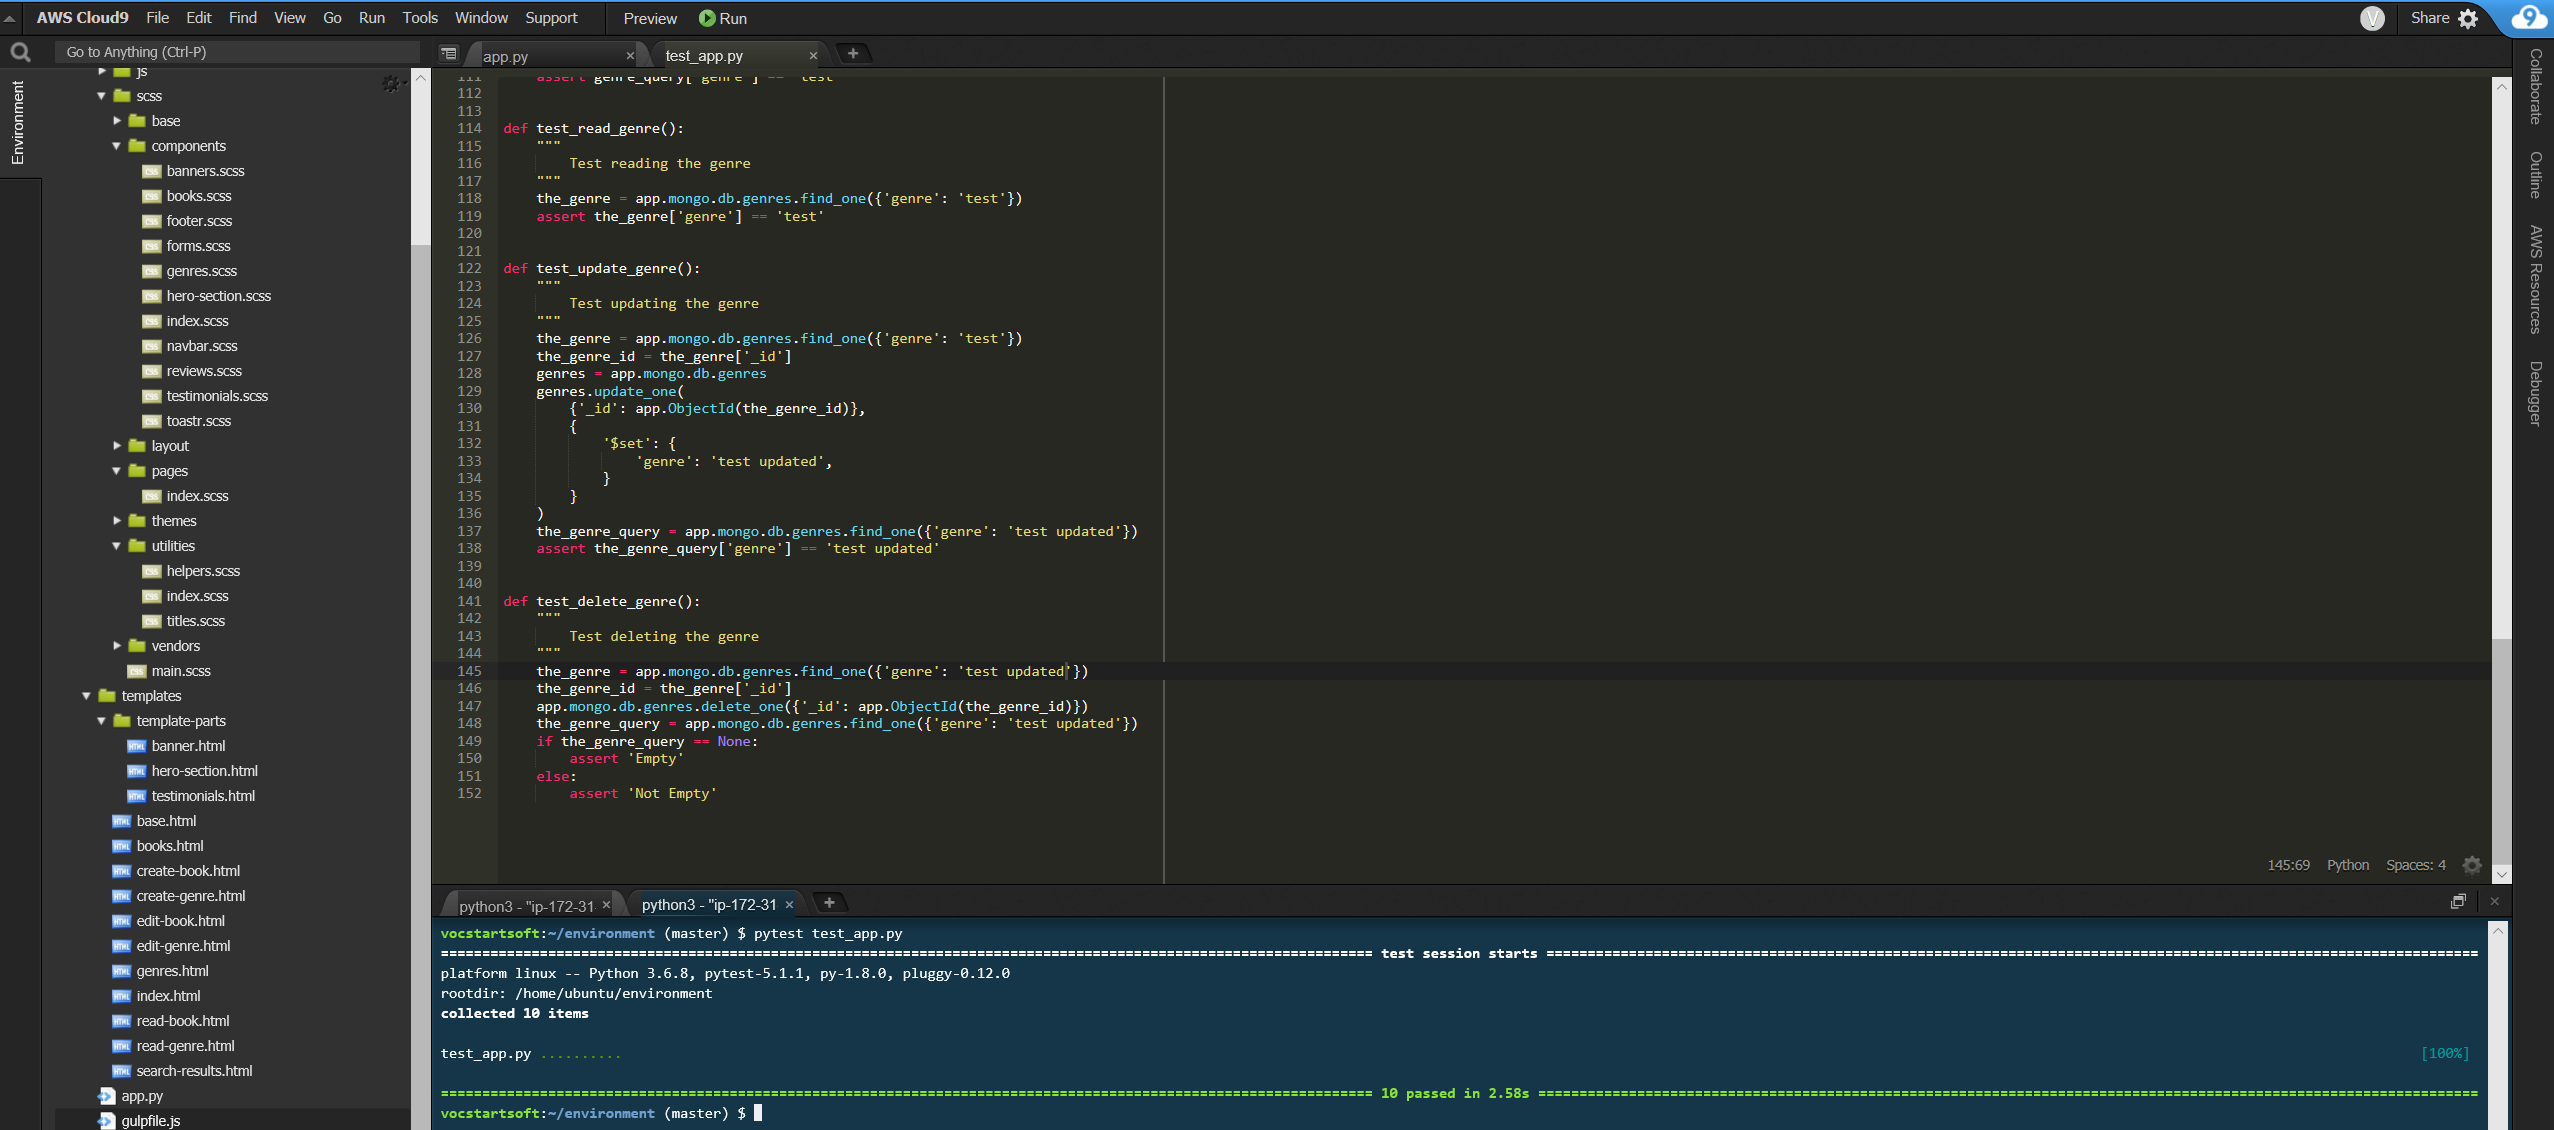 AWS Cloud9 File Edit Find View Go Run Tools Window Support Preview Run V Share 9
Go to Anything (Ctrl-P)
app.py × test_app.py × +
Environment
js
scss
base
components
banners.scss
books.scss
footer.scss
forms.scss
genres.scss
hero-section.scss
index.scss
navbar.scss
reviews.scss
testimonials.scss
toastr.scss
layout
pages
index.scss
themes
utilities
helpers.scss
index.scss
titles.scss
vendors
main.scss
templates
template-parts
banner.html
hero-section.html
testimonials.html
base.html
books.html
create-book.html
create-genre.html
edit-book.html
edit-genre.html
genres.html
index.html
read-book.html
read-genre.html
search-results.html
app.py
gulpfile.js
111     assert genre_query['genre'] == 'test'
112
113
114 def test_read_genre():
115     """
116         Test reading the genre
117     """
118     the_genre = app.mongo.db.genres.find_one({'genre': 'test'})
119     assert the_genre['genre'] == 'test'
120
121
122 def test_update_genre():
123     """
124         Test updating the genre
125     """
126     the_genre = app.mongo.db.genres.find_one({'genre': 'test'})
127     the_genre_id = the_genre['_id']
128     genres = app.mongo.db.genres
129     genres.update_one(
130         {'_id': app.ObjectId(the_genre_id)},
131         {
132             '$set': {
133                 'genre': 'test updated',
134             }
135         }
136     )
137     the_genre_query = app.mongo.db.genres.find_one({'genre': 'test updated'})
138     assert the_genre_query['genre'] == 'test updated'
139
140
141 def test_delete_genre():
142     """
143         Test deleting the genre
144     """
145     the_genre = app.mongo.db.genres.find_one({'genre': 'test updated'})
146     the_genre_id = the_genre['_id']
147     app.mongo.db.genres.delete_one({'_id': app.ObjectId(the_genre_id)})
148     the_genre_query = app.mongo.db.genres.find_one({'genre': 'test updated'})
149     if the_genre_query == None:
150         assert 'Empty'
151     else:
152         assert 'Not Empty'
145:69 Python Spaces: 4
Collaborate
Outline
AWS Resources
Debugger
python3 - "ip-172-31- × python3 - "ip-172-31 × +
vocstartsoft:~/environment (master) $ pytest test_app.py
=== test session starts ===
platform linux -- Python 3.6.8, pytest-5.1.1, py-1.8.0, pluggy-0.12.0
rootdir: /home/ubuntu/environment
collected 10 items
test_app.py .......... [100%]
=== 10 passed in 2.58s ===
vocstartsoft:~/environment (master) $